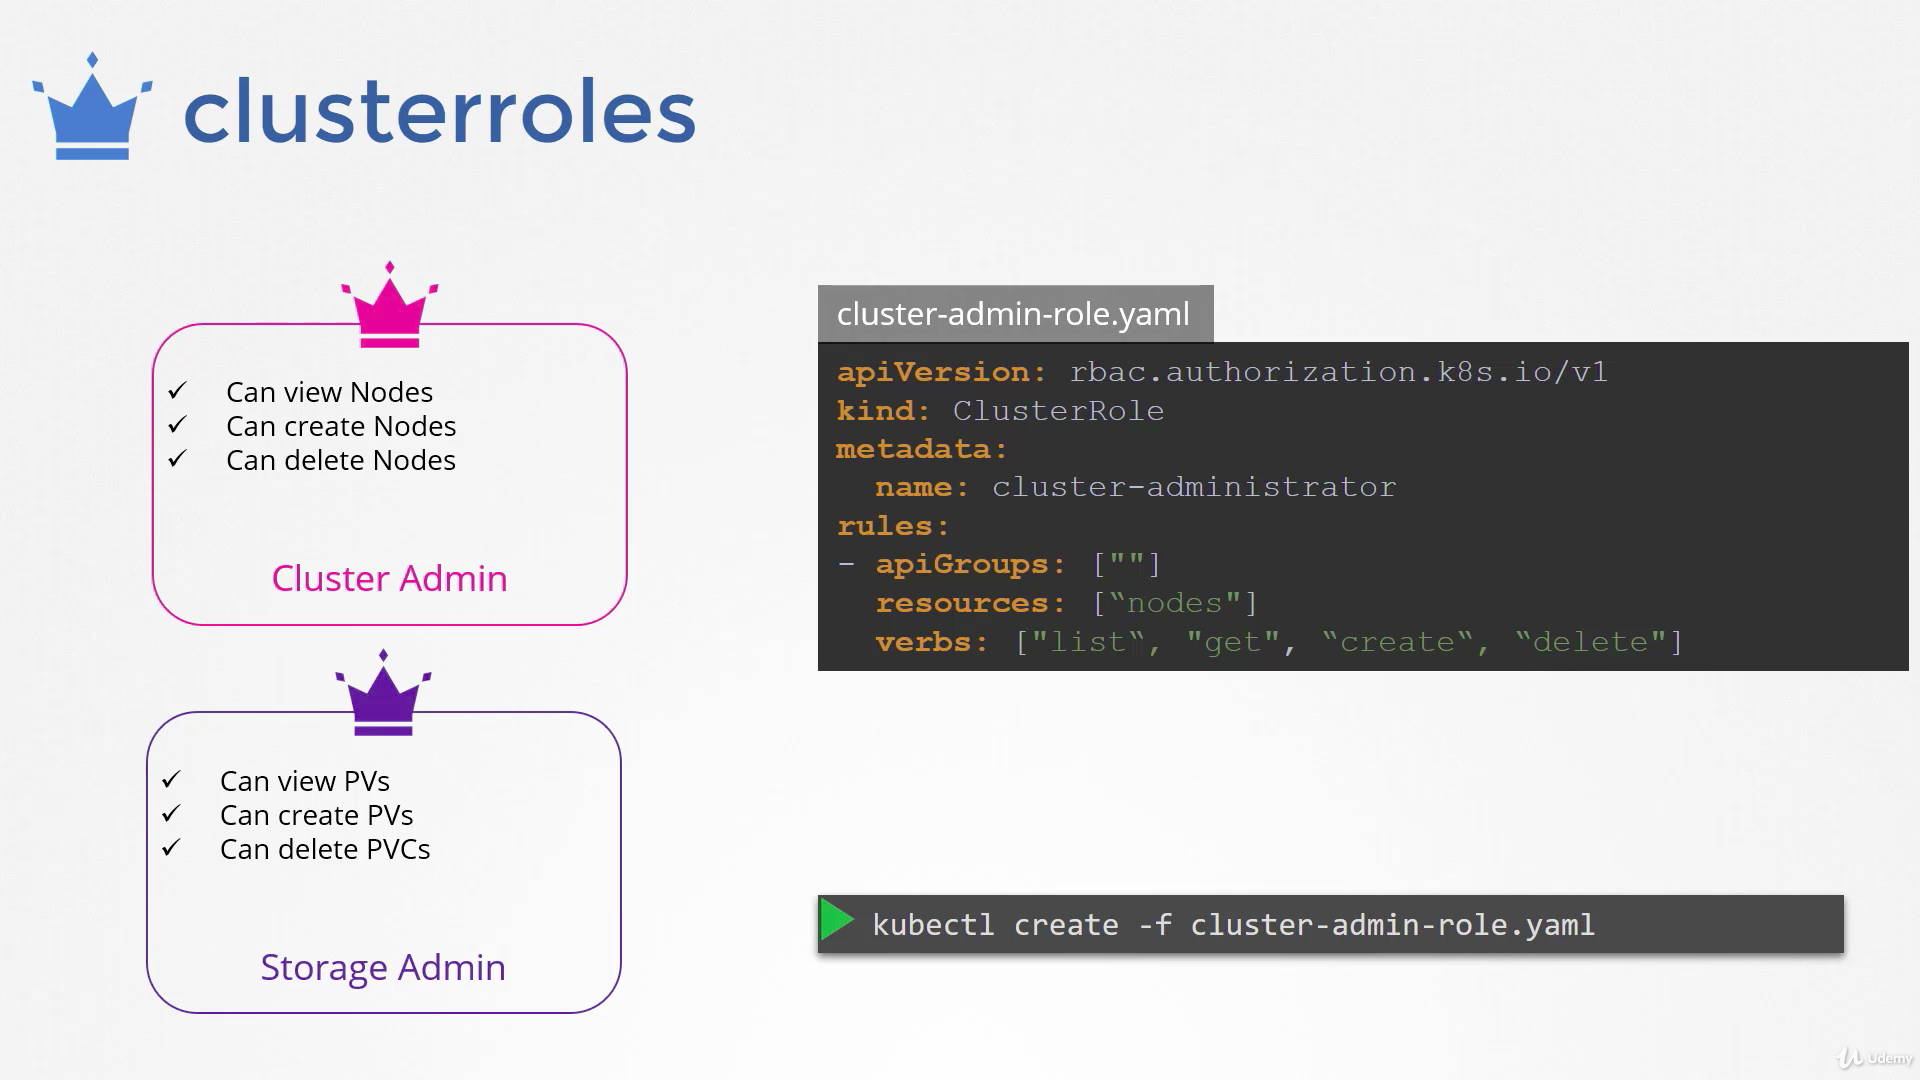 clusterroles
✓ Can view Nodes
✓ Can create Nodes
✓ Can delete Nodes
Cluster Admin
✓ Can view PVs
✓ Can create PVs
✓ Can delete PVCs
Storage Admin
cluster-admin-role.yaml
apiVersion: rbac.authorization.k8s.io/v1
kind: ClusterRole
metadata:
  name: cluster-administrator
rules:
- apiGroups: [""]
  resources: [“nodes"]
  verbs: ["list“, "get", “create“, “delete"]
kubectl create -f cluster-admin-role.yaml
Udemy